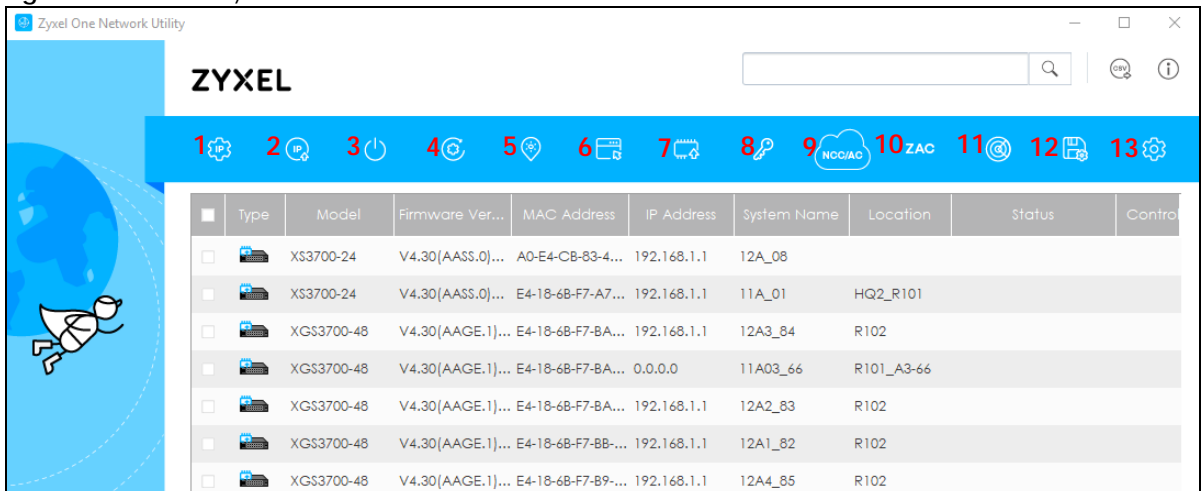 Zyxel One Network Utility
ZYXEL
CSV
1 IP 2 IP 3 4 5 6 7 8 9 NCC/AC 10 ZAC 11 12 13
Type Model Firmware Ver... MAC Address IP Address System Name Location Status Control
XS3700-24 V4.30(AASS.0)... A0-E4-CB-83-4... 192.168.1.1 12A_08
XS3700-24 V4.30(AASS.0)... E4-18-6B-F7-A7... 192.168.1.1 11A_01 HQ2_R101
XGS3700-48 V4.30(AAGE.1)... E4-18-6B-F7-BA... 192.168.1.1 12A3_84 R102
XGS3700-48 V4.30(AAGE.1)... E4-18-6B-F7-BA... 0.0.0.0 11A03_66 R101_A3-66
XGS3700-48 V4.30(AAGE.1)... E4-18-6B-F7-BA... 192.168.1.1 12A2_83 R102
XGS3700-48 V4.30(AAGE.1)... E4-18-6B-F7-BB-... 192.168.1.1 12A1_82 R102
XGS3700-48 V4.30(AAGE.1)... E4-18-6B-F7-B9-... 192.168.1.1 12A4_85 R102